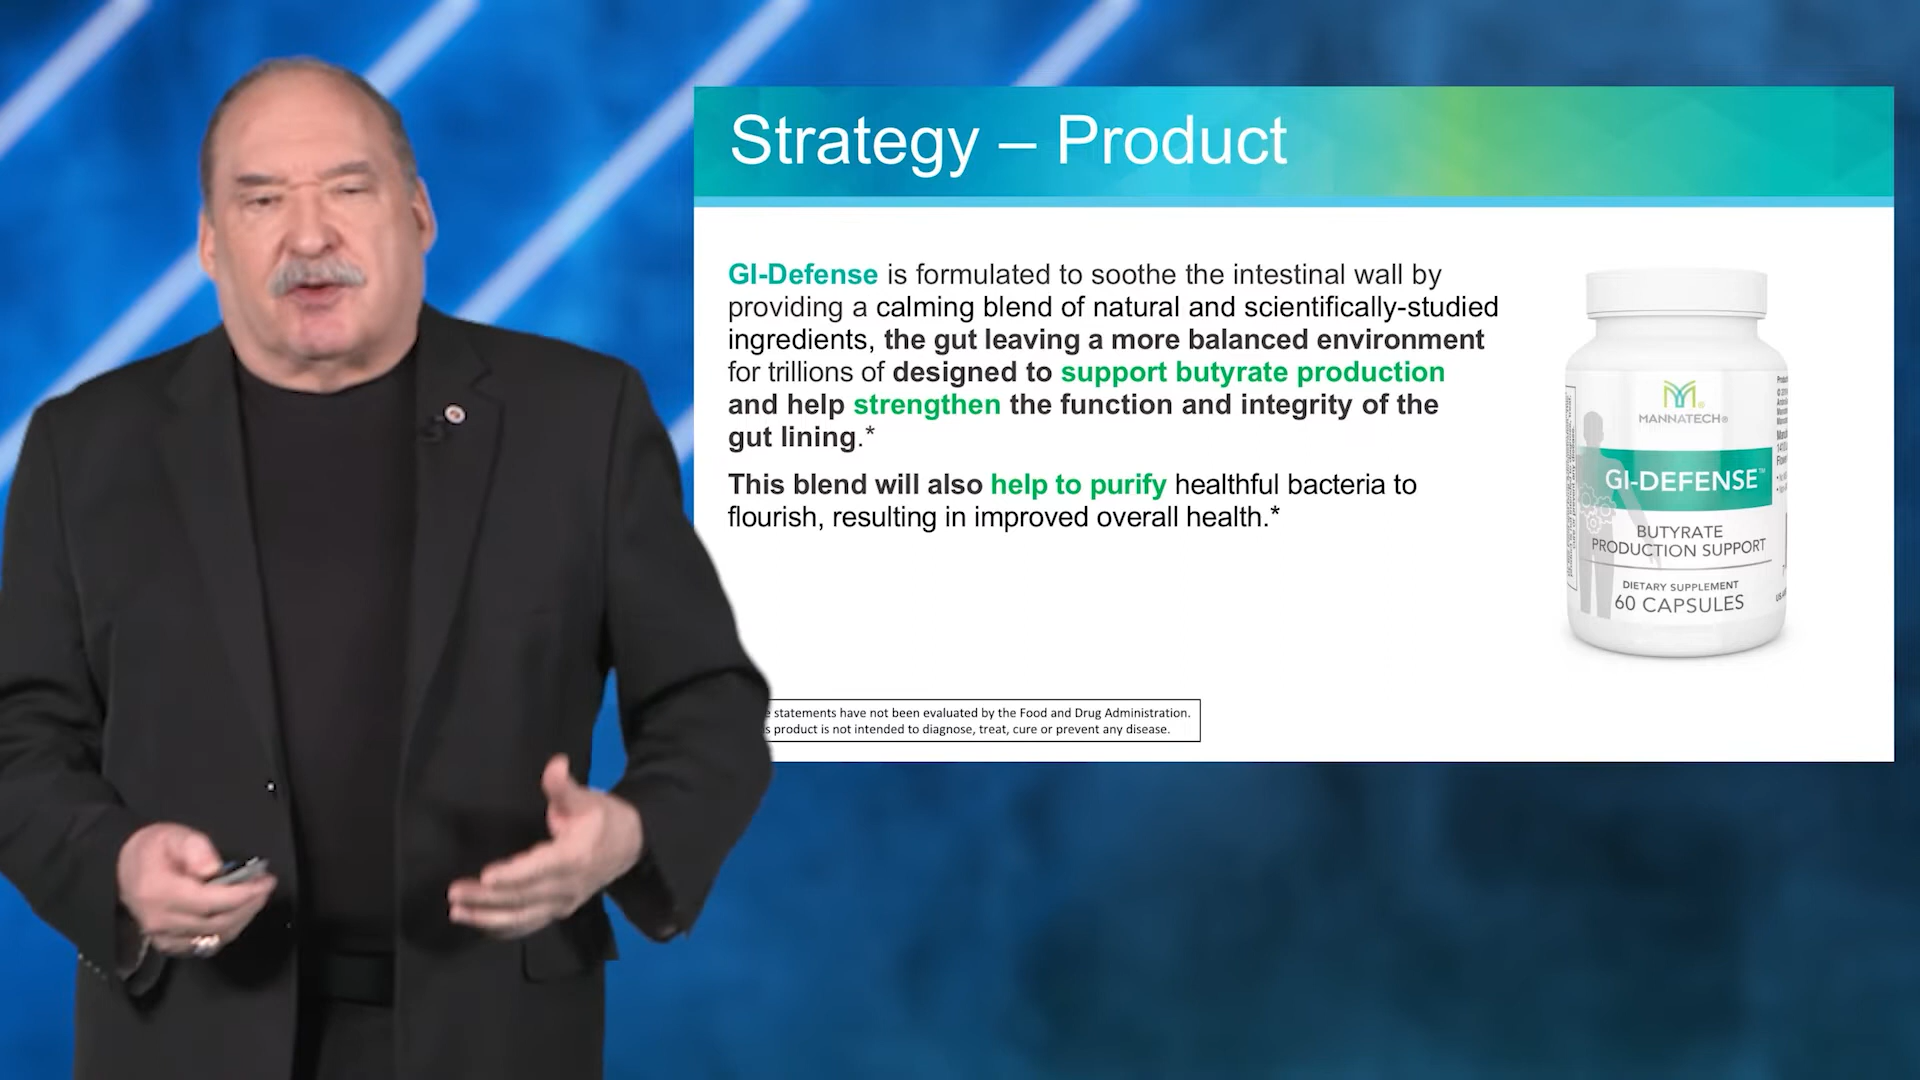 Strategy – Product
GI-Defense is formulated to soothe the intestinal wall by
providing a calming blend of natural and scientifically-studied
ingredients, the gut leaving a more balanced environment
for trillions of designed to support butyrate production
and help strengthen the function and integrity of the
gut lining.*
This blend will also help to purify healthful bacteria to
flourish, resulting in improved overall health.*
MANNATECH®
GI-DEFENSE™
BUTYRATE
PRODUCTION SUPPORT
DIETARY SUPPLEMENT
60 CAPSULES
statements have not been evaluated by the Food and Drug Administration.
product is not intended to diagnose, treat, cure or prevent any disease.